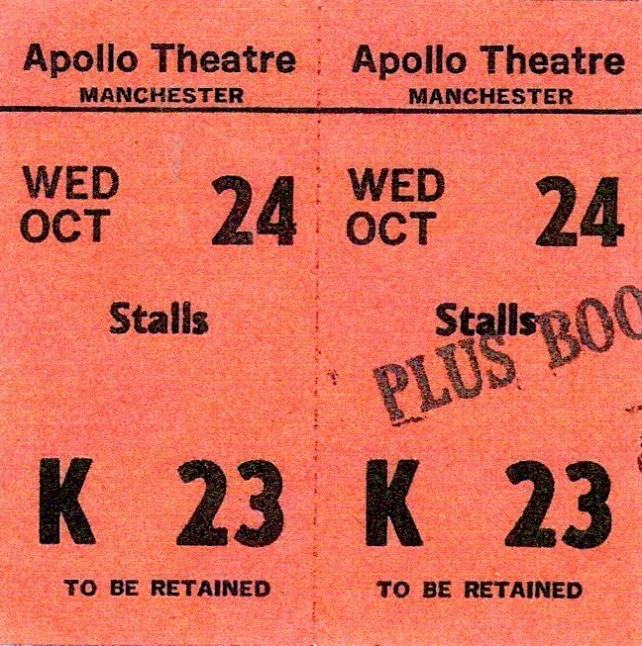 Apollo Theatre
MANCHESTER
WED
OCT 24
Stalls
K 23
TO BE RETAINED
Apollo Theatre
MANCHESTER
WED
OCT 24
Stalls
PLUS BOO
K 23
TO BE RETAINED